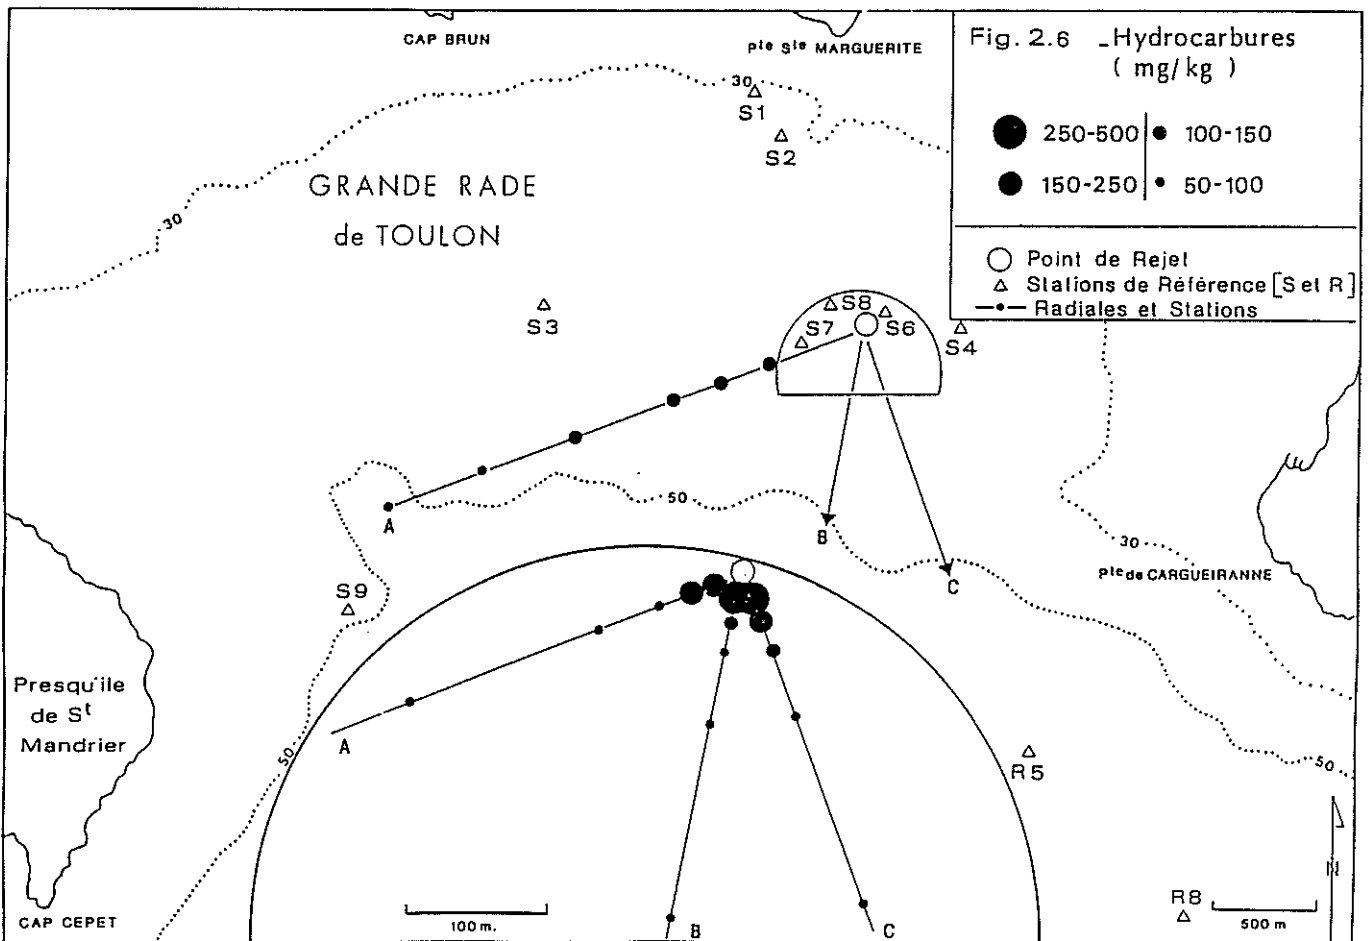 CAP BRUN
Pte Ste MARGUERITE
Fig. 2.6 _Hydrocarbures
( mg/kg )
250-500
100-150
150-250
50-100
Point de Rejet
Stations de Référence [S et R]
Radiales et Stations
30
S1
S2
GRANDE RADE
de TOULON
30
S3
S8
S6
S7
S4
50
A
B
C
30
Pte de CARGUEIRANNE
S9
Presqu'ile
de St
Mandrier
A
50
R5
50
N
R8
CAP CEPET
100 m.
B
C
500 m